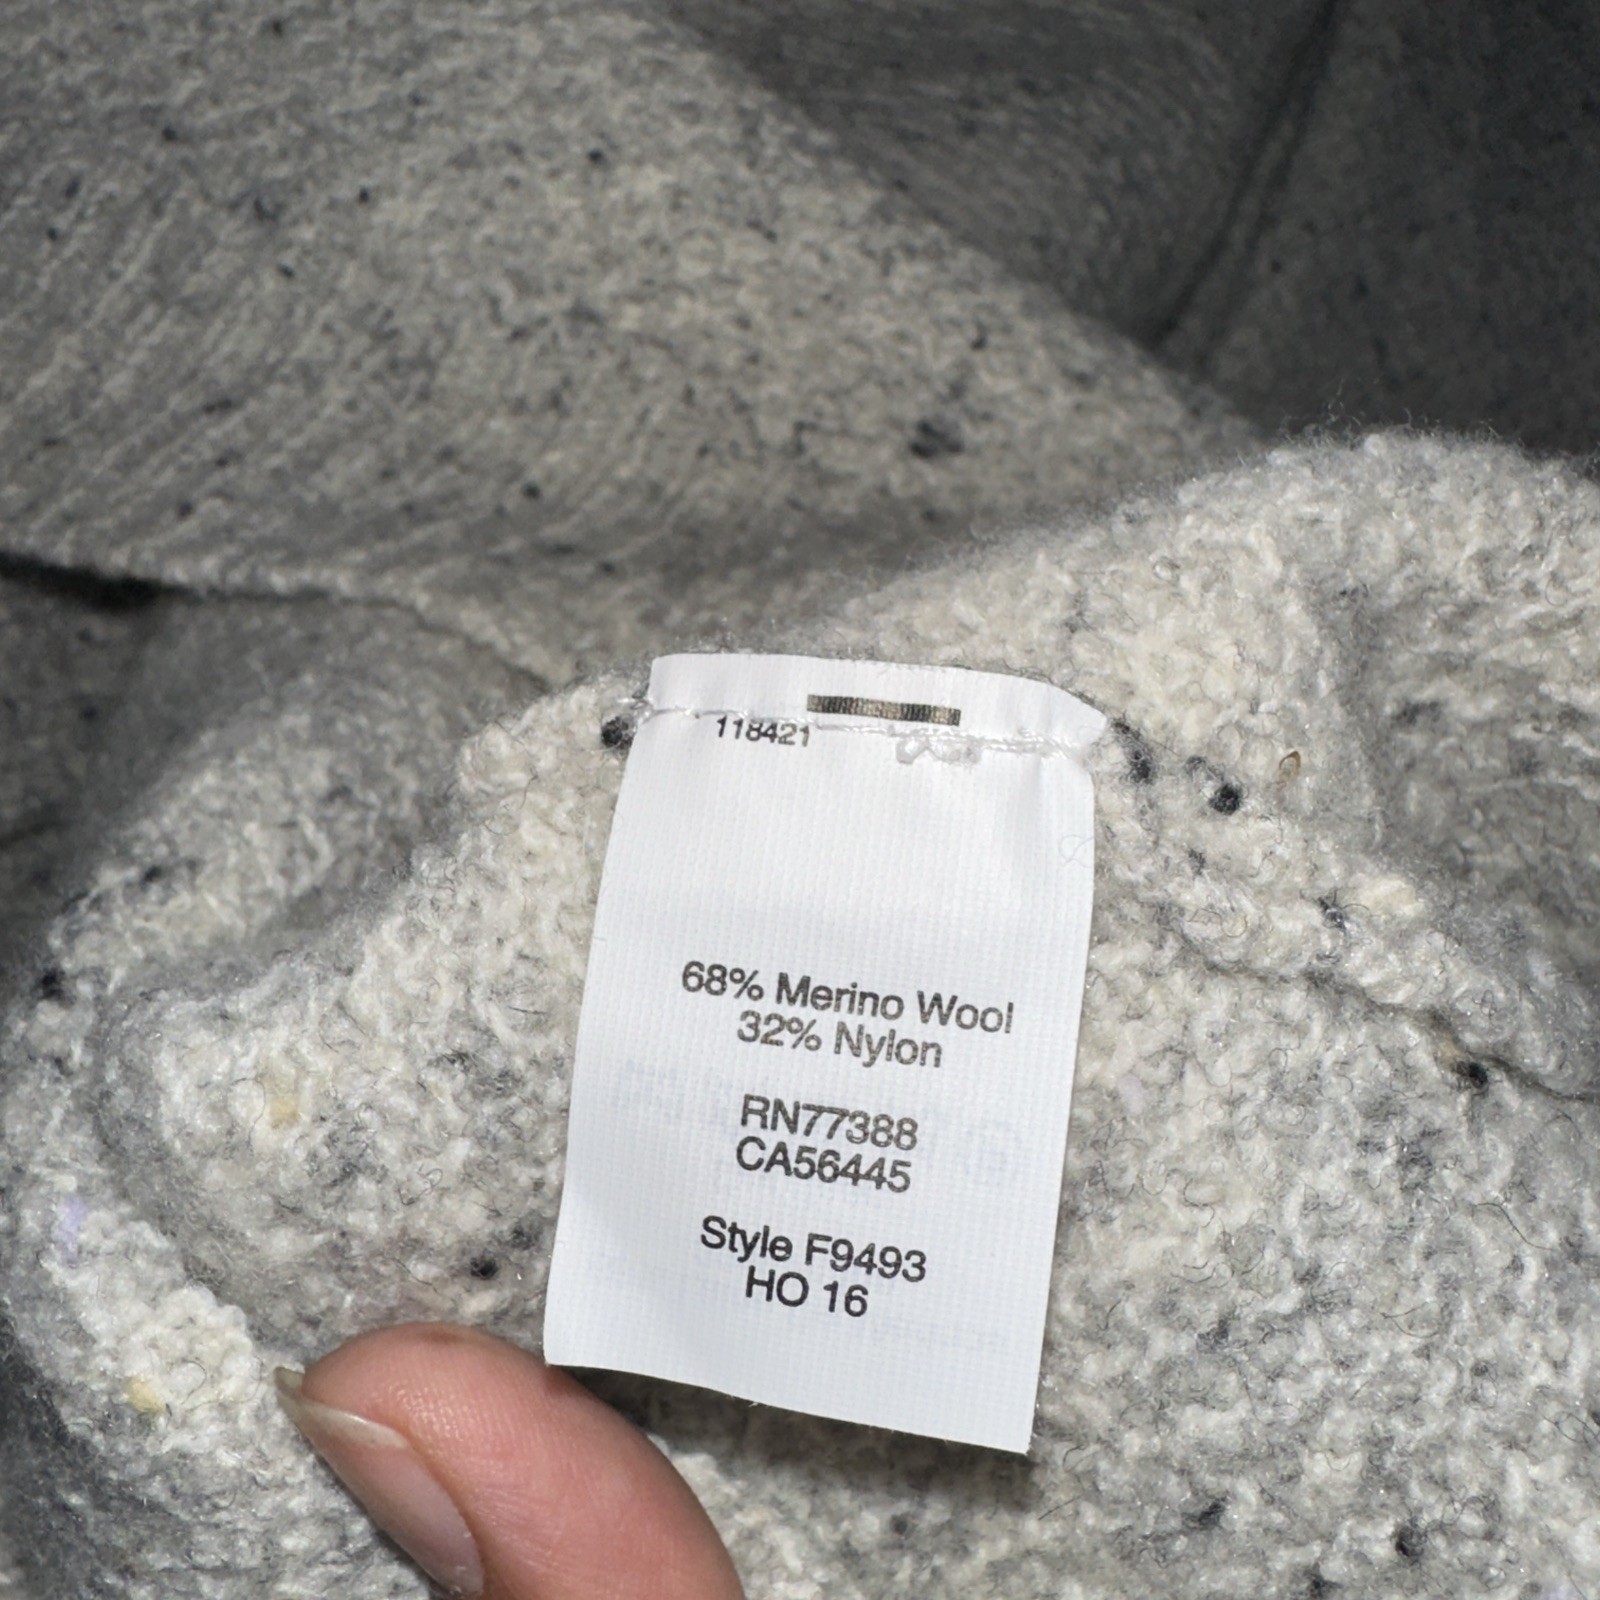 118421
68% Merino Wool
32% Nylon
RN77388
CA56445
Style F9493
HO 16